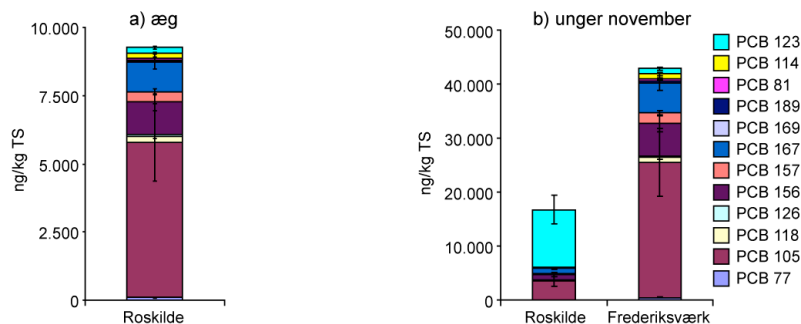 a) æg
10.000
7.500
5.000
2.500
0
ng/kg TS
Roskilde
b) unger november
50.000
40.000
30.000
20.000
10.000
0
ng/kg TS
Roskilde
Frederiksværk
PCB 123
PCB 114
PCB 81
PCB 189
PCB 169
PCB 167
PCB 157
PCB 156
PCB 126
PCB 118
PCB 105
PCB 77